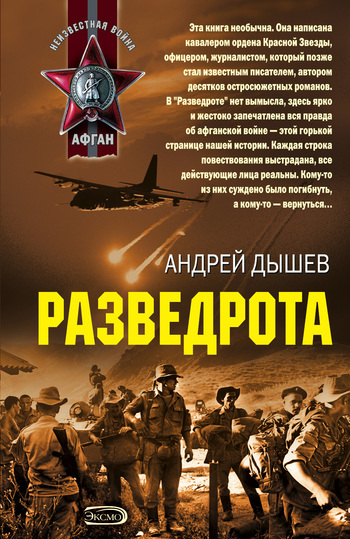 НЕИЗВЕСТНАЯ ВОЙНА
АФГАН
Эта книга необычна. Она написана
кавалером ордена Красной Звезды,
офицером, журналистом, который позже
стал известным писателем, автором
десятков остросюжетных романов.
В "Разведроте" нет вымысла, здесь ярко
и жестоко запечатлена вся правда
об афганской войне — этой горькой
странице нашей истории. Каждая строка
повествования выстрадана, все
действующие лица реальны. Кому-то
из них суждено было погибнуть,
а кому-то — вернуться...
АНДРЕЙ ДЫШЕВ
РАЗВЕДРОТА
ЭКСМО